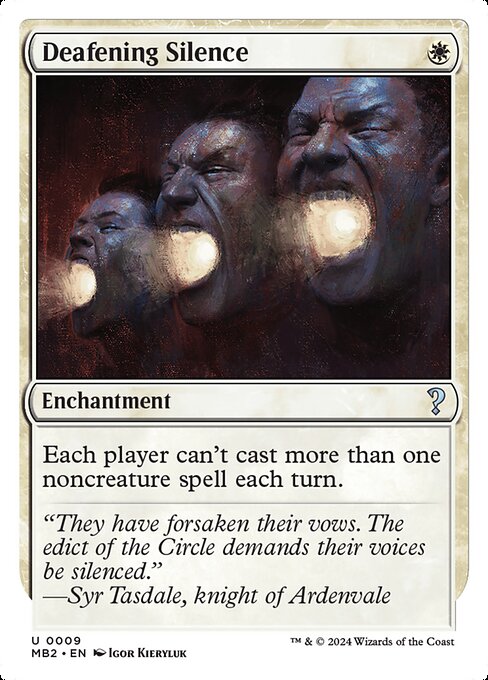 Deafening Silence
Enchantment
Each player can't cast more than one
noncreature spell each turn.
“They have forsaken their vows. The
edict of the Circle demands their voices
be silenced.”
—Syr Tasdale, knight of Ardenvale
U 0009
MB2 • EN Igor Kieryluk
™ & © 2024 Wizards of the Coast